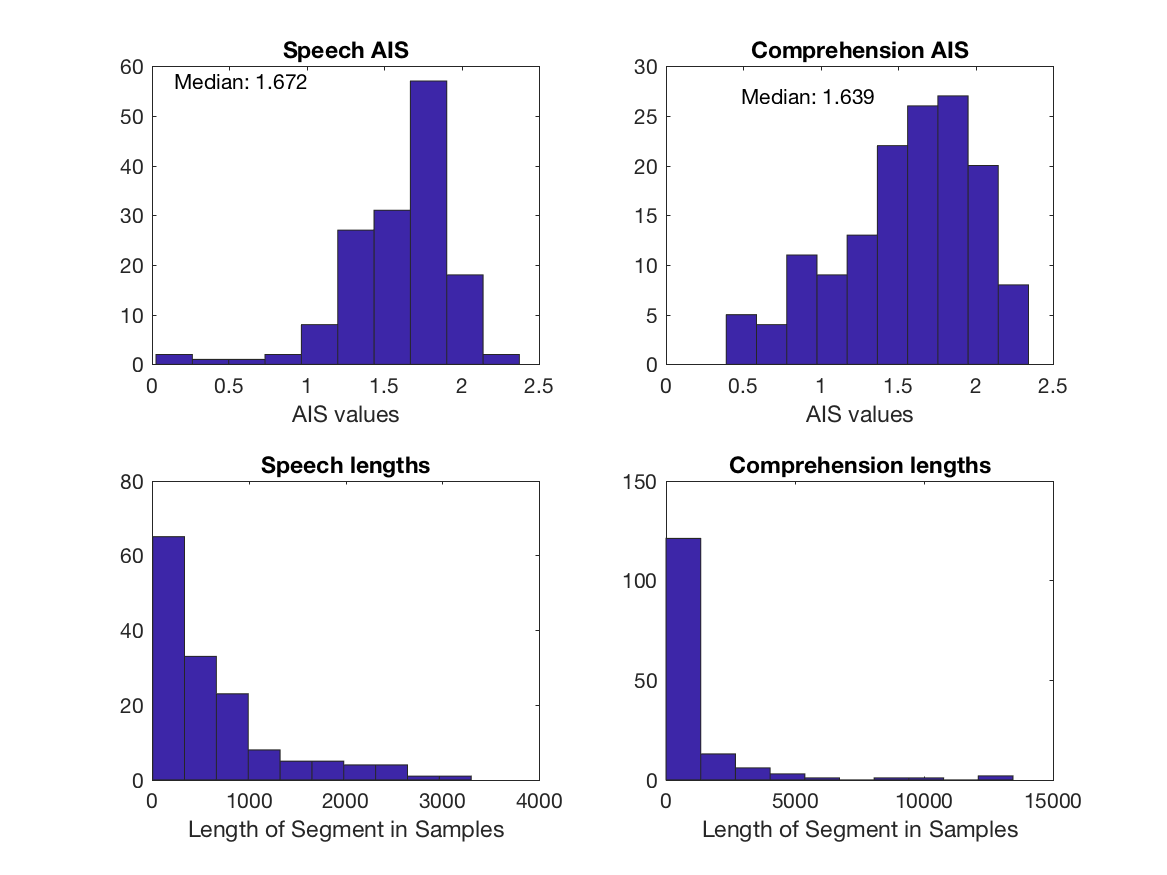 Speech AIS
Median: 1.672
60
50
40
30
20
10
0
0 0.5 1 1.5 2 2.5
AIS values
Comprehension AIS
Median: 1.639
30
25
20
15
10
5
0
0 0.5 1 1.5 2 2.5
AIS values
Speech lengths
80
60
40
20
0
0 1000 2000 3000 4000
Length of Segment in Samples
Comprehension lengths
150
100
50
0
0 5000 10000 15000
Length of Segment in Samples